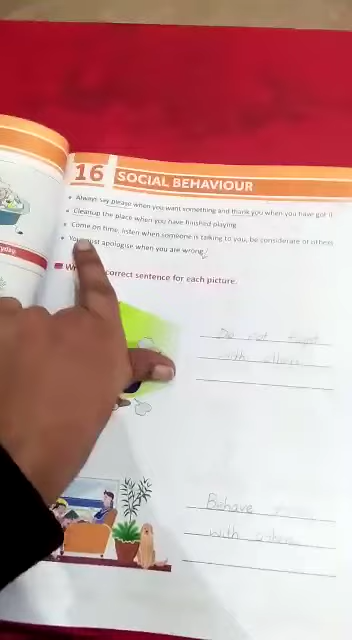 16 SOCIAL BEHAVIOUR
• Always say please when you want something and thank you when you have got it
• Cleanup the place when you have finished playing
• Come on time, listen when someone is talking to you, be considerate of others
• You must apologise when you are wrong.
correct sentence for each picture.
Do not fight
with others
Behave
with others